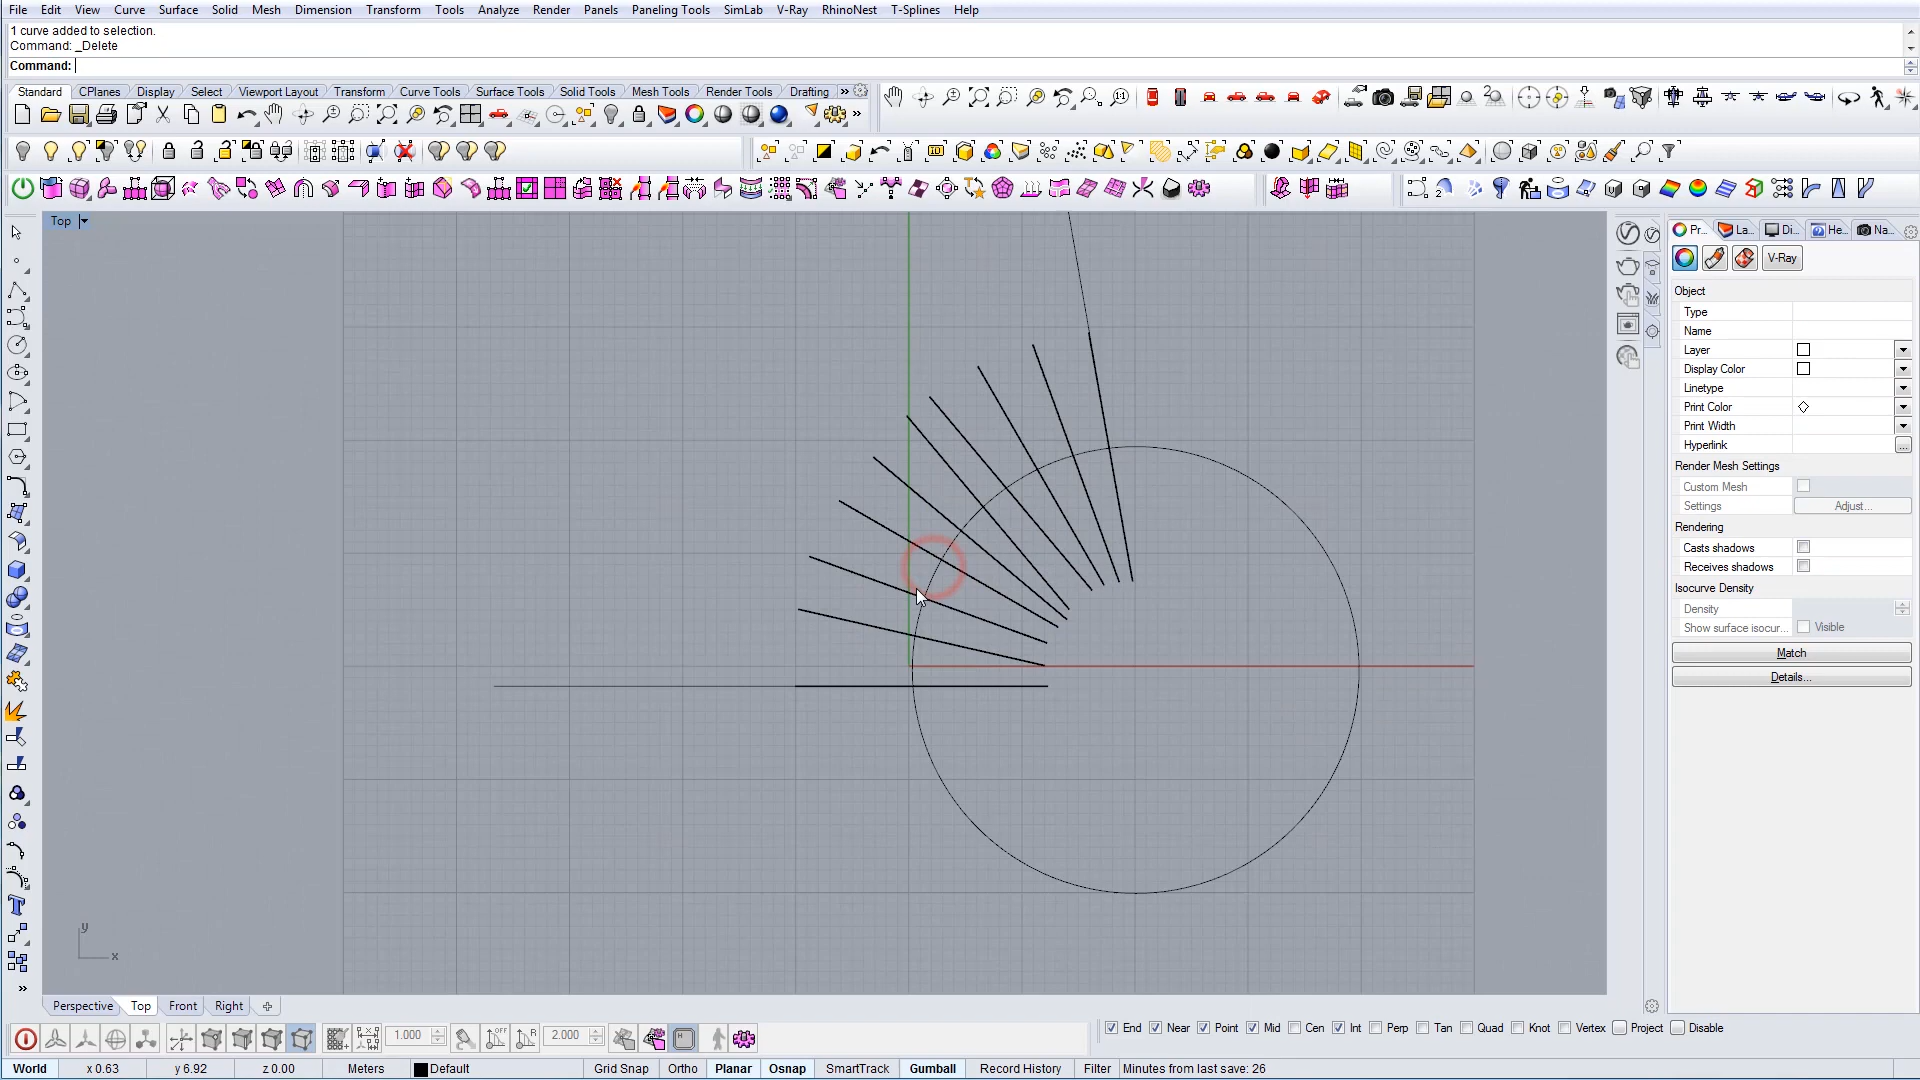 File Edit View Curve Surface Solid Mesh Dimension Transform Tools Analyze Render Panels Paneling Tools SimLab V-Ray RhinoNest T-Splines Help
1 curve added to selection.
Command: _Delete
Command:
Standard CPlanes Display Select Viewport Layout Transform Curve Tools Surface Tools Solid Tools Mesh Tools Render Tools Drafting »
Top
Pr... La... Di... He... Na...
V-Ray
Object
Type
Name
Layer
Display Color
Linetype
Print Color
Print Width
Hyperlink ...
Render Mesh Settings
Custom Mesh
Settings Adjust...
Rendering
Casts shadows
Receives shadows
Isocurve Density
Density
Show surface isocur... Visible
Match
Details...
y
x
Perspective Top Front Right
1.000 2.000
End Near Point Mid Cen Int Perp Tan Quad Knot Vertex Project Disable
World x 0.63 y 6.92 z 0.00 Meters Default Grid Snap Ortho Planar Osnap SmartTrack Gumball Record History Filter Minutes from last save: 26